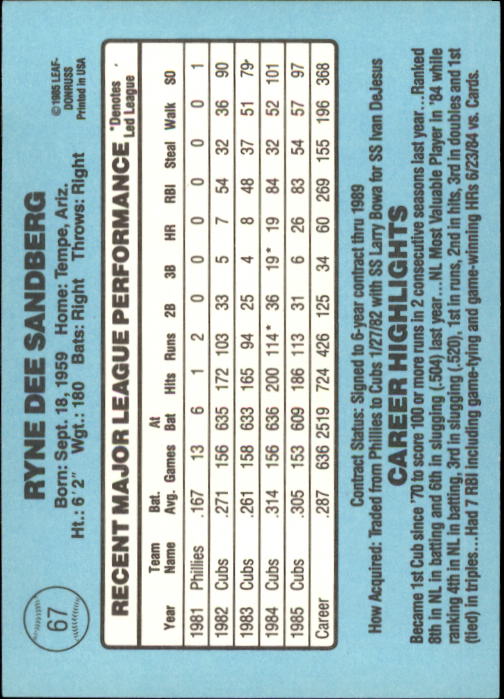 67
RYNE DEE SANDBERG
©1985 LEAF-
DONRUSS
Printed in USA
Born: Sept. 18, 1959 Home: Tempe, Ariz.
Ht.: 6'2" Wgt.: 180 Bats: Right Throws: Right
RECENT MAJOR LEAGUE PERFORMANCE *Denotes Led League
Year Team Name Bat. Avg. Games At Bat Hits Runs 2B 3B HR RBI Steal Walk SO
1981 Phillies .167 13 6 1 2 0 0 0 0 0 0 1
1982 Cubs .271 156 635 172 103 33 5 7 54 32 36 90
1983 Cubs .261 158 633 165 94 25 4 8 48 37 51 79
1984 Cubs .314 156 636 200 114* 36 19* 19 84 32 52 101
1985 Cubs .305 153 609 186 113 31 6 26 83 54 57 97
Career .287 636 2519 724 426 125 34 60 269 155 196 368
Contract Status: Signed to 6-year contract thru 1989
How Acquired: Traded from Phillies to Cubs 1/27/82 with SS Larry Bowa for SS Ivan DeJesus
CAREER HIGHLIGHTS
Became 1st Cub since '70 to score 100 or more runs in 2 consecutive seasons last year...Ranked
8th in NL in batting and 6th in slugging (.504) last year...NL Most Valuable Player in '84 while
ranking 4th in NL in batting, 3rd in slugging (.520), 1st in runs, 2nd in hits, 3rd in doubles and 1st
(tied) in triples...Had 7 RBI including game-tying and game-winning HRs 6/23/84 vs. Cards.